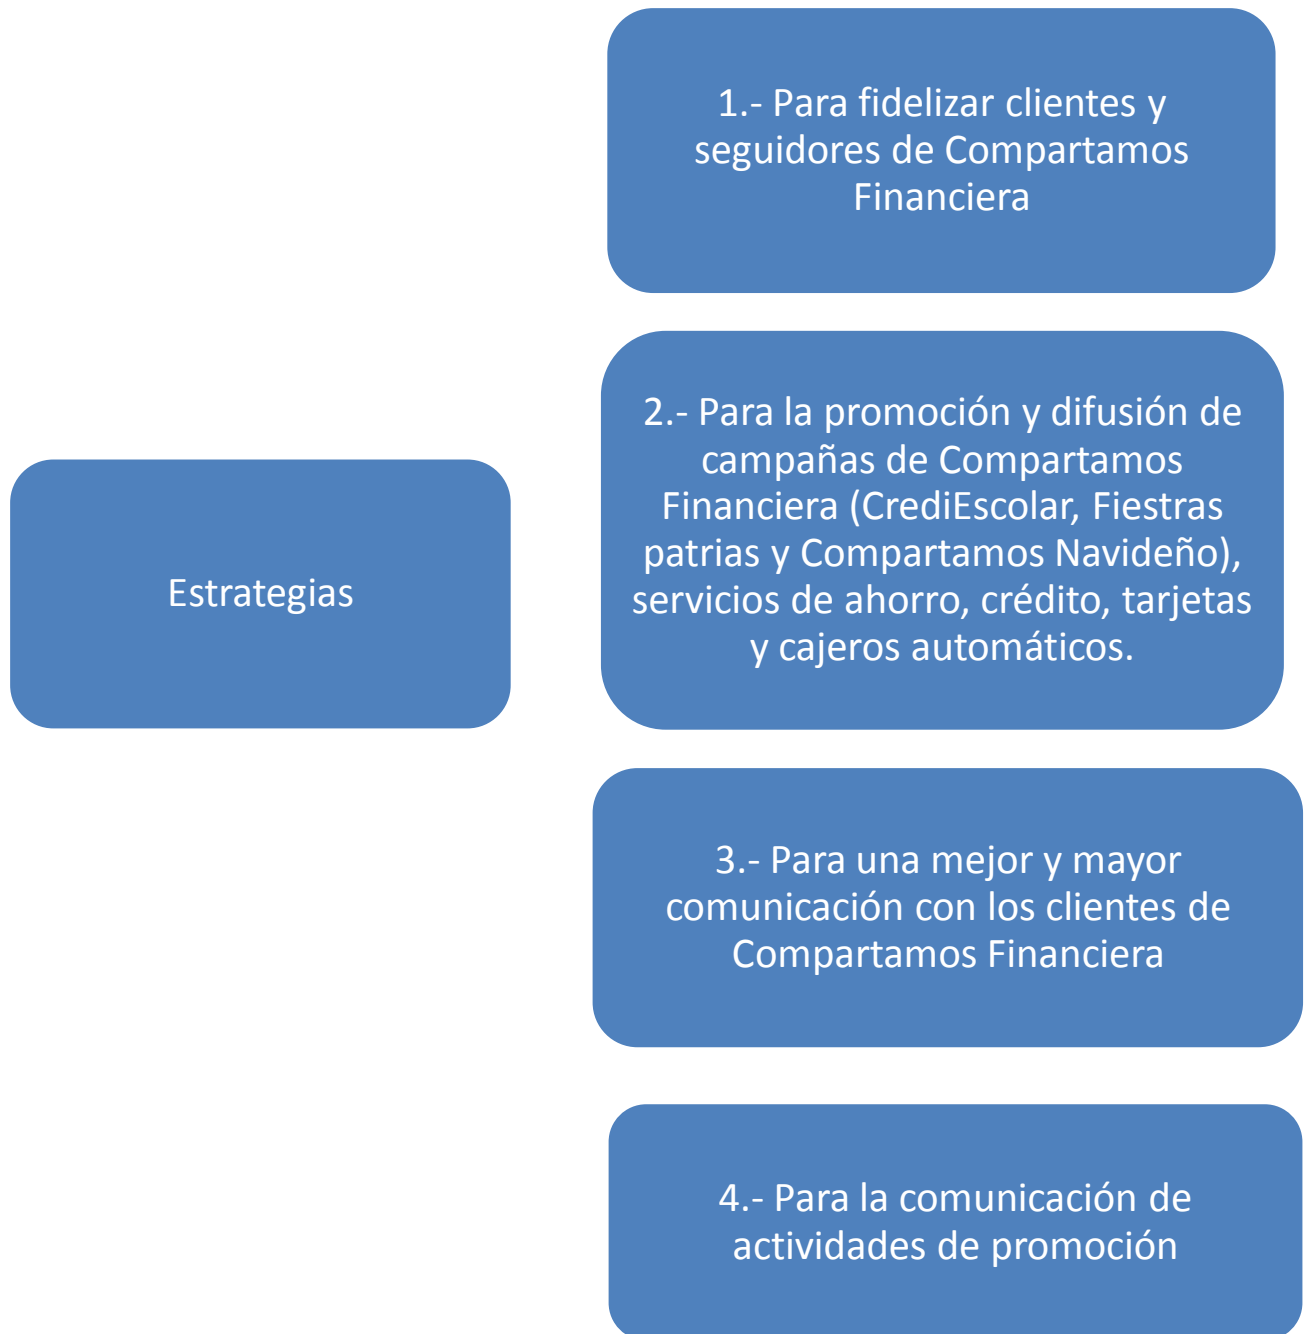 1.- Para fidelizar clientes y
seguidores de Compartamos
Financiera
2.- Para la promoción y difusión de
campañas de Compartamos
Financiera (CrediEscolar, Fiestras
patrias y Compartamos Navideño),
servicios de ahorro, crédito, tarjetas
y cajeros automáticos.
Estrategias
3.- Para una mejor y mayor
comunicación con los clientes de
Compartamos Financiera
4.- Para la comunicación de
actividades de promoción